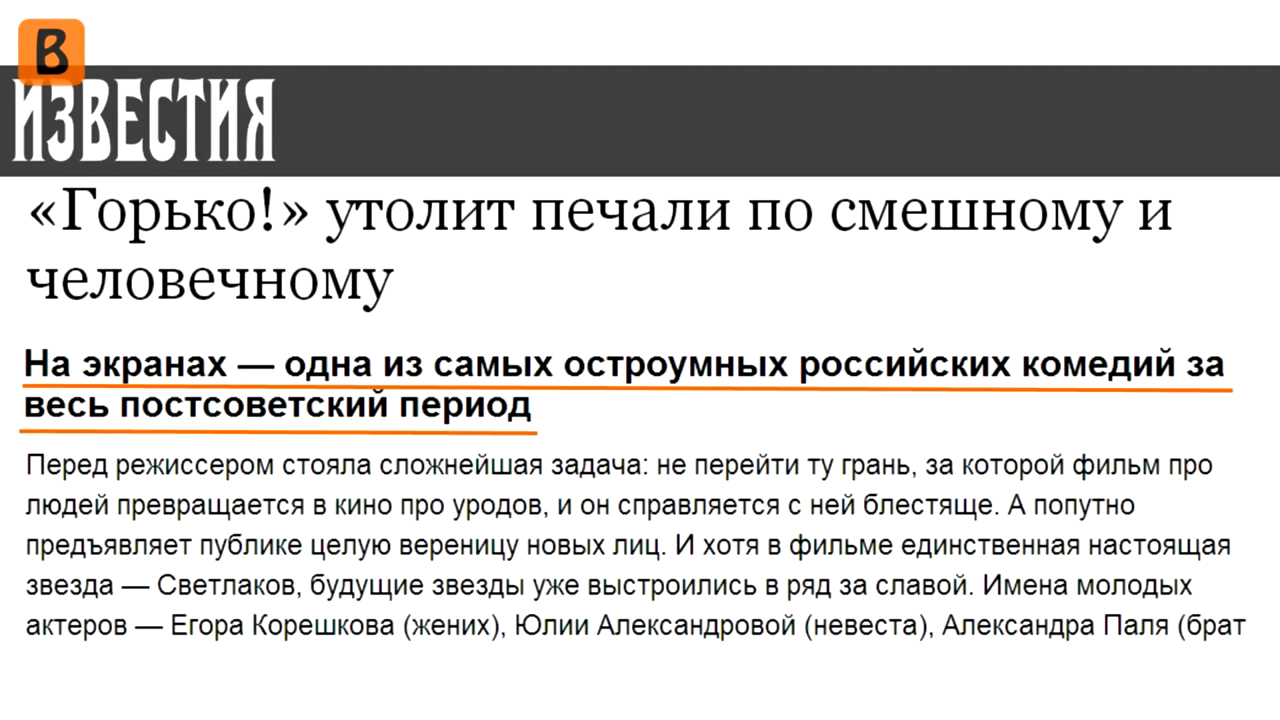 В
ИЗВЕСТИЯ
«Горько!» утолит печали по смешному и
человечному
На экранах — одна из самых остроумных российских комедий за
весь постсоветский период
Перед режиссером стояла сложнейшая задача: не перейти ту грань, за которой фильм про
людей превращается в кино про уродов, и он справляется с ней блестяще. А попутно
предъявляет публике целую вереницу новых лиц. И хотя в фильме единственная настоящая
звезда — Светлаков, будущие звезды уже выстроились в ряд за славой. Имена молодых
актеров — Егора Корешкова (жених), Юлии Александровой (невеста), Александра Паля (брат